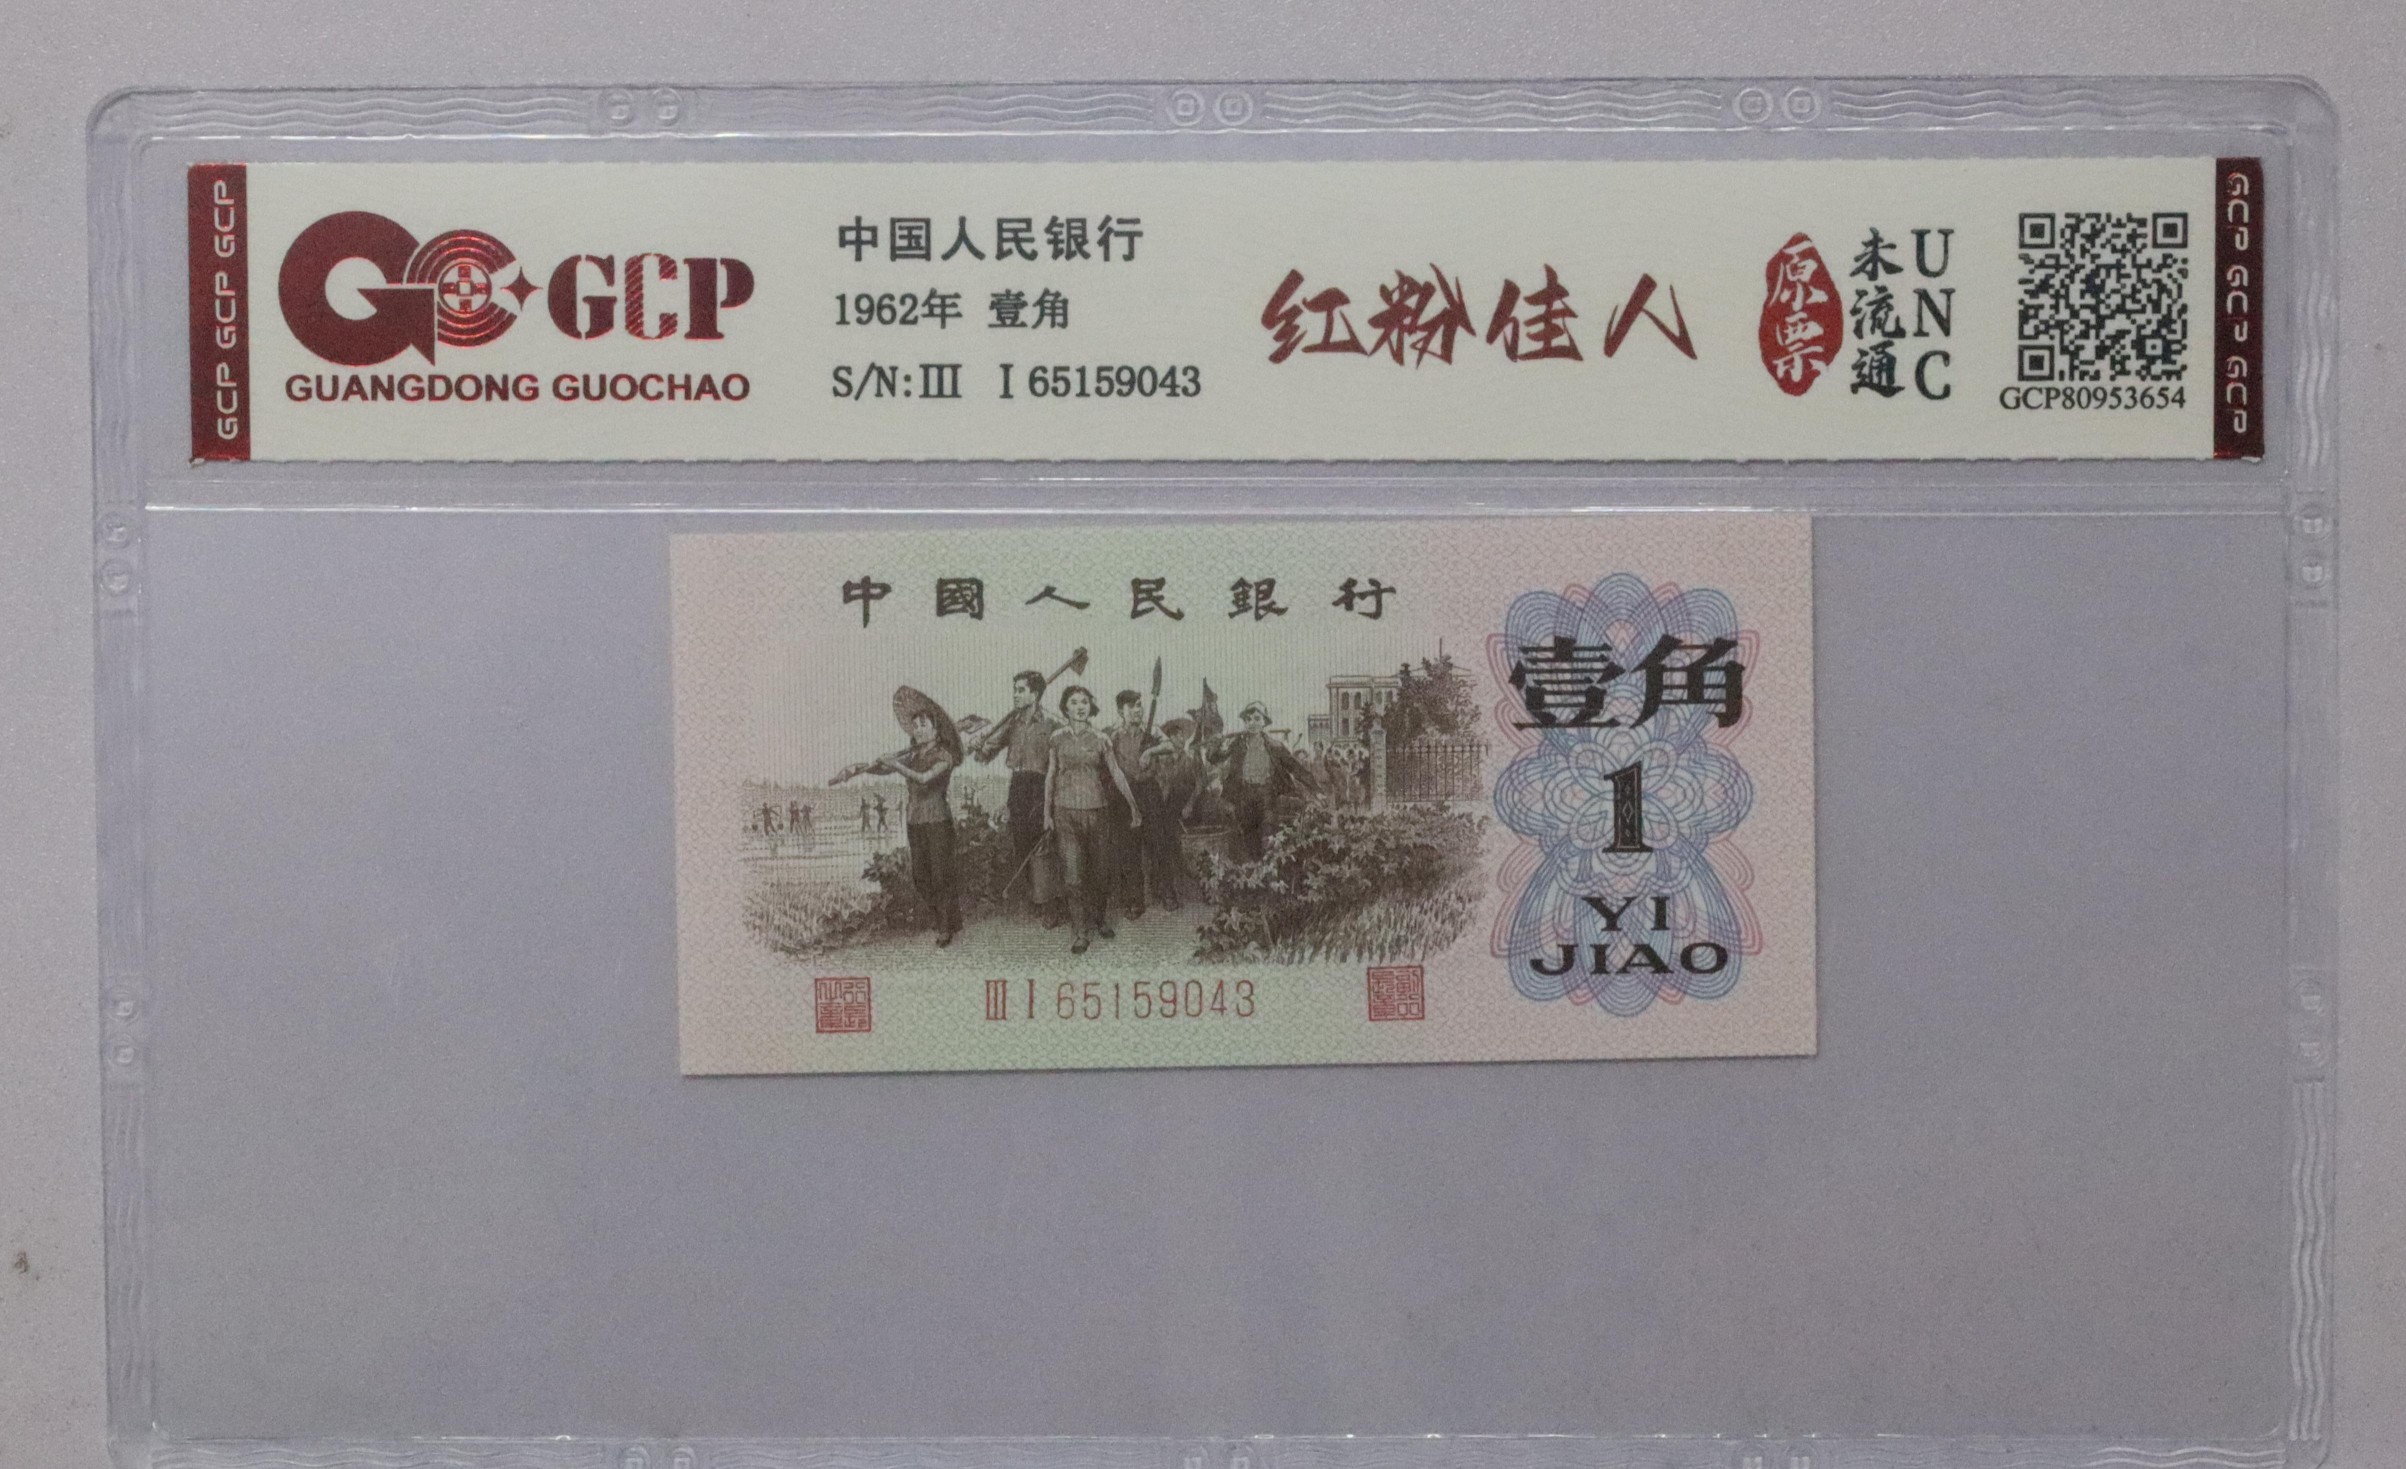 GCP GCP GCP
GCP
GUANGDONG GUOCHAO
中国人民银行
1962年 壹角
S/N:III I 65159043
红粉佳人
原票
未流通
UNC
GCP80953654
GCP GCP GCP
中國人民銀行
壹角
1
YI
JIAO
III I 65159043